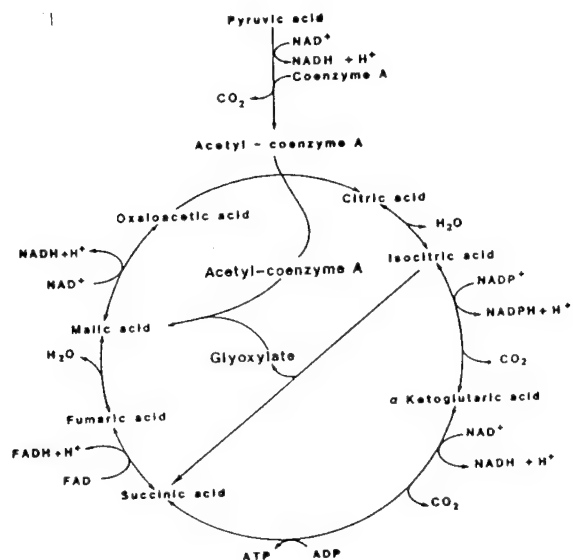 Pyruvic acid
NAD⁺
NADH + H⁺
Coenzyme A
CO₂
Acetyl - coenzyme A
Citric acid
Oxaloacetic acid
H₂O
NADH+H⁺
Isocitric acid
Acetyl-coenzyme A
NAD⁺
NADP⁺
NADPH + H⁺
Malic acid
H₂O
Glyoxylate
CO₂
α Ketoglutaric acid
Fumaric acid
NAD⁺
FADH + H⁺
NADH + H⁺
FAD
Succinic acid
CO₂
ATP
ADP